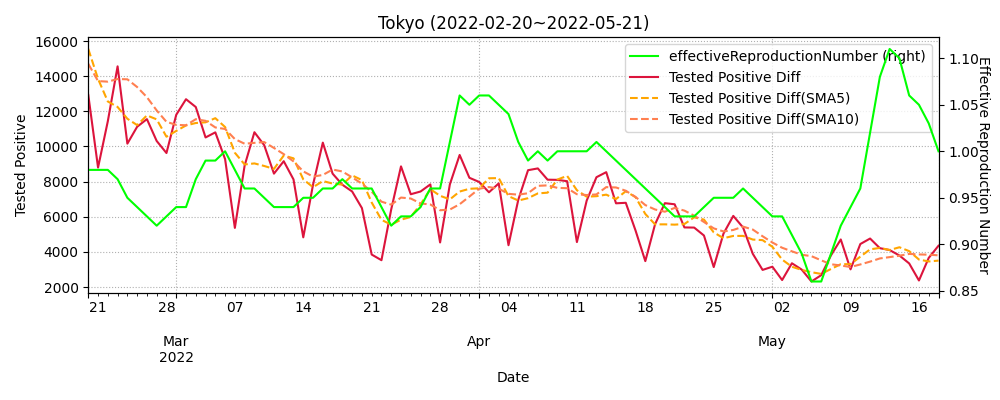 Tokyo (2022-02-20~2022-05-21)
effectiveReproductionNumber (right)
Tested Positive Diff
Tested Positive Diff(SMA5)
Tested Positive Diff(SMA10)
Tested Positive
16000
14000
12000
10000
8000
6000
4000
2000
Effective Reproduction Number
1.10
1.05
1.00
0.95
0.90
0.85
21 28 07 14 21 28 04 11 18 25 02 09 16
Mar Apr May
2022
Date